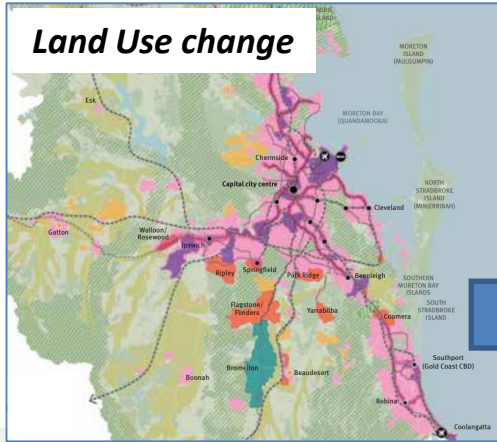 Land Use change
ISLAND)
MORETON
ISLAND
(MULGUMPIN)
Esk
MORETON BAY
(QUANDAMOOKA)
Chermside
Capital city centre
NORTH
STRADBROKE
ISLAND
(MINJERRIBAH)
Cleveland
Gatton
Walloon/
Rosewood
Ipswich
Ripley
Springfield
Park Ridge
Beenleigh
SOUTHERN
MORETON BAY
ISLANDS
SOUTH
STRADBROKE
ISLAND
Flagstone/
Flinders
Yarrabilba
Coomera
Bromelton
Beaudesert
Boonah
Southport
(Gold Coast CBD)
Robina
Coolangatta